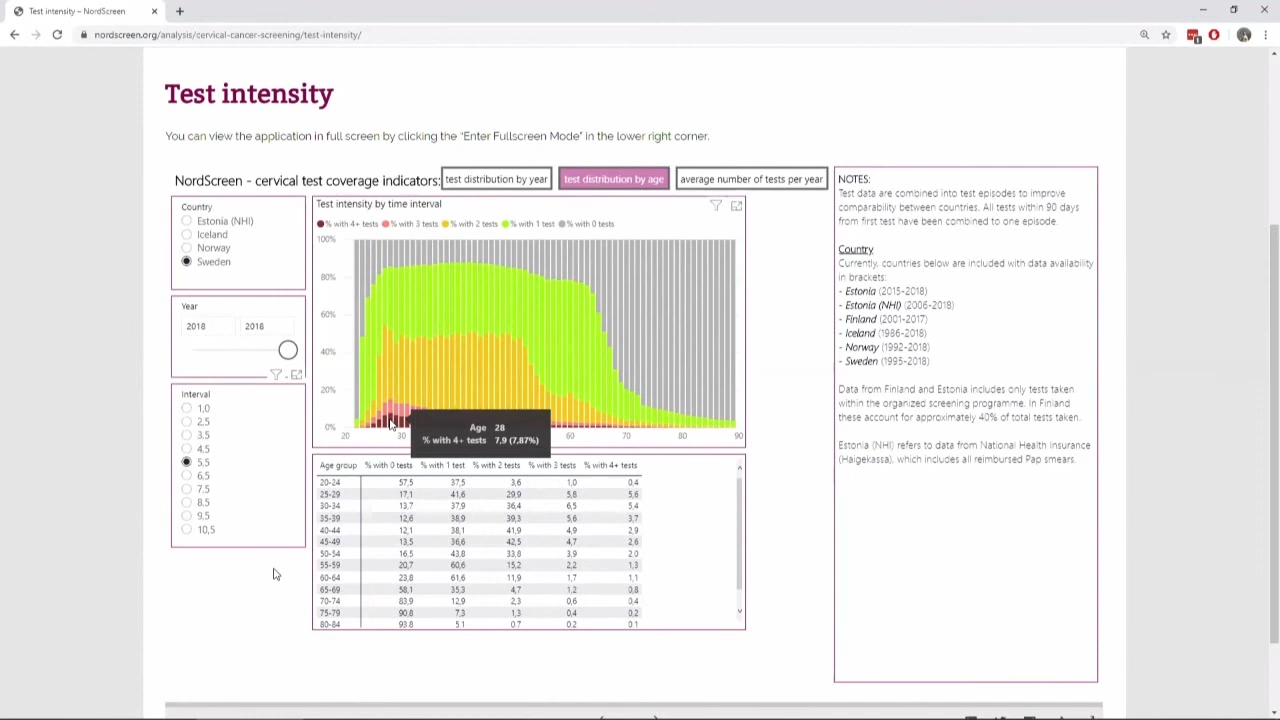 Test intensity – NordScreen
nordscreen.org/analysis/cervical-cancer-screening/test-intensity/
1
Test intensity
You can view the application in full screen by clicking the "Enter Fullscreen Mode" in the lower right corner.
NordScreen - cervical test coverage indicators:
test distribution by year
test distribution by age
average number of tests per year
Country
Estonia (NHI)
Iceland
Norway
Sweden
Year
2018 2018
Interval
1,0
2,5
3,5
4,5
5,5
6,5
7,5
8,5
9,5
10,5
Test intensity by time interval
% with 4+ tests % with 3 tests % with 2 tests % with 1 test % with 0 tests
100%
80%
60%
40%
20%
0%
20 30 60 70 80 90
Age 28
% with 4+ tests 7,9 (7,87%)
Age group % with 0 tests % with 1 test % with 2 tests % with 3 tests % with 4+ tests
20-24 57,5 37,5 3,6 1,0 0,4
25-29 17,1 41,6 29,9 5,8 5,6
30-34 13,7 37,9 36,4 6,5 5,4
35-39 12,6 38,9 39,3 5,6 3,7
40-44 12,1 38,1 41,9 4,9 2,9
45-49 13,5 36,6 42,5 4,7 2,6
50-54 16,5 43,8 33,8 3,9 2,0
55-59 20,7 60,6 15,2 2,2 1,3
60-64 23,8 61,6 11,9 1,7 1,1
65-69 58,1 35,3 4,7 1,2 0,8
70-74 83,9 12,9 2,3 0,6 0,4
75-79 90,8 7,3 1,3 0,4 0,2
80-84 93,8 5,1 0,7 0,2 0,1
NOTES:
Test data are combined into test episodes to improve
comparability between countries. All tests within 90 days
from first test have been combined to one episode.
Country
Currently, countries below are included with data availability
in brackets:
- Estonia (2015-2018)
- Estonia (NHI) (2006-2018)
- Finland (2001-2017)
- Iceland (1986-2018)
- Norway (1992-2018)
- Sweden (1995-2018)
Data from Finland and Estonia includes only tests taken
within the organized screening programme. In Finland
these account for approximately 40% of total tests taken.
Estonia (NHI) refers to data from National Health Insurance
(Haigekassa), which includes all reimbursed Pap smears.